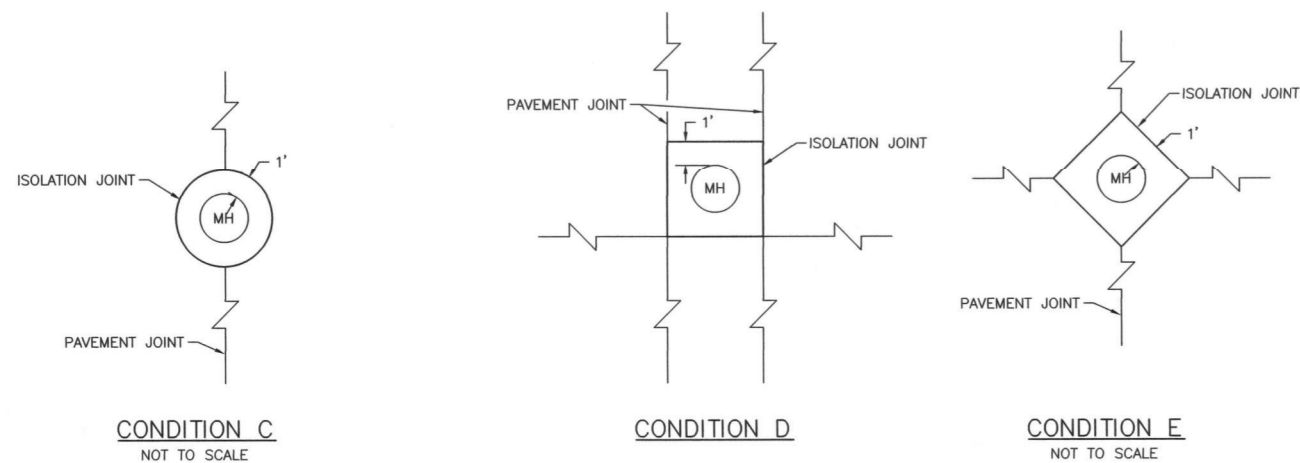 1'
ISOLATION JOINT
MH
PAVEMENT JOINT
CONDITION C
NOT TO SCALE
PAVEMENT JOINT
1'
ISOLATION JOINT
MH
CONDITION D
ISOLATION JOINT
1'
MH
PAVEMENT JOINT
CONDITION E
NOT TO SCALE